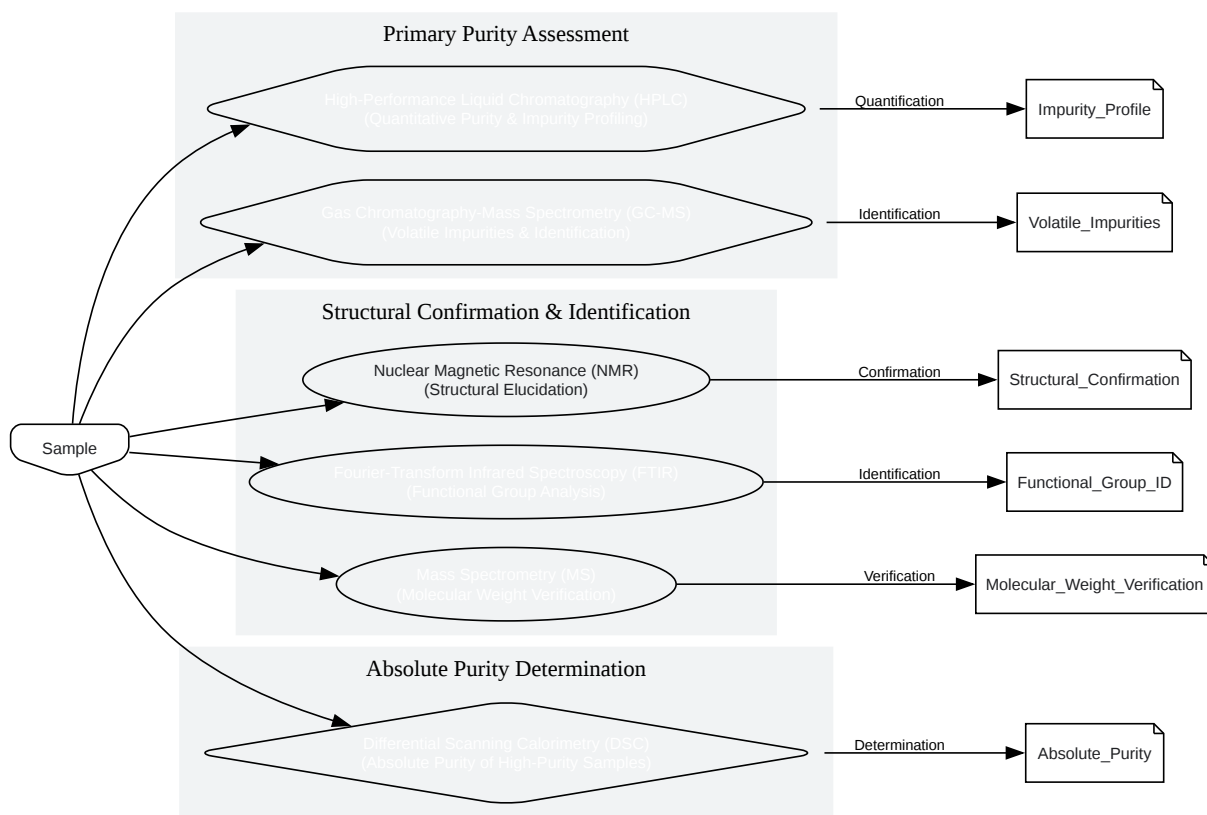 Primary Purity Assessment
High-Performance Liquid Chromatography (HPLC)
(Quantitative Purity & Impurity Profiling)
Quantification
Impurity_Profile
Gas Chromatography-Mass Spectrometry (GC-MS)
(Volatile Impurities & Identification)
Identification
Volatile_Impurities
Structural Confirmation & Identification
Nuclear Magnetic Resonance (NMR)
(Structural Elucidation)
Confirmation
Structural_Confirmation
Sample
Fourier-Transform Infrared Spectroscopy (FTIR)
(Functional Group Analysis)
Identification
Functional_Group_ID
Mass Spectrometry (MS)
(Molecular Weight Verification)
Verification
Molecular_Weight_Verification
Absolute Purity Determination
Differential Scanning Calorimetry (DSC)
(Absolute Purity of High-Purity Samples)
Determination
Absolute_Purity